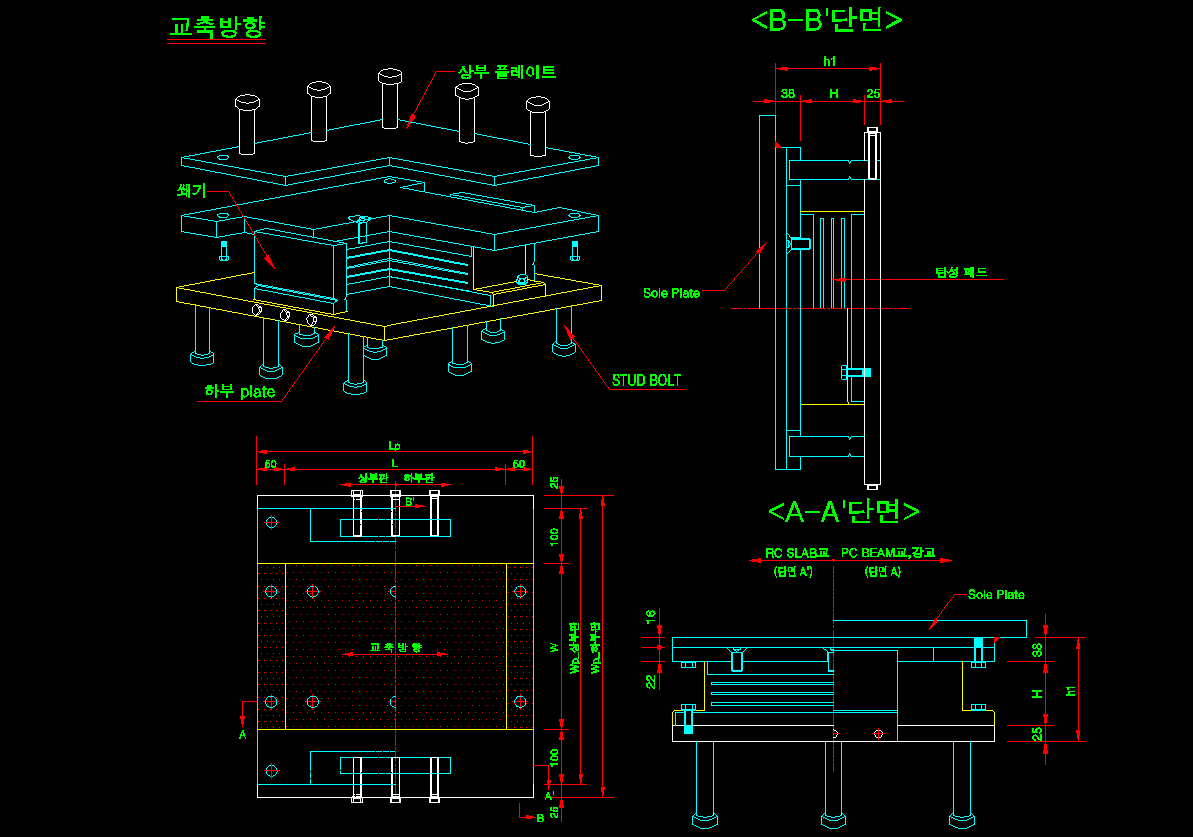 교축방향
상부 플레이트
쐐기
하부 plate
STUD BOLT
<B-B'단면>
h1
38
H
25
Sole Plate
탄성 패드
Lp
50
L
50
상부판
하부판
B'
25
100
W
Wp_상부판
Wp_하부판
교 축 방 향
A
100
A'
25
B
<A-A'단면>
RC SLAB교
PC BEAM교,강교
(단면 A')
(단면 A)
Sole Plate
16
22
38
H
h1
25